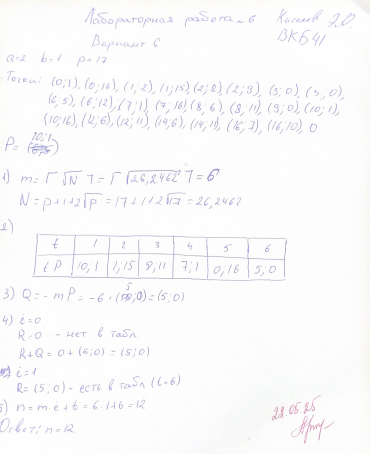 Лабораторная работа 6 Киселев Э.О.
Вариант 6 ВКБ41
a=2 b=1 p=17
Точки: (0;1), (0;16), (1;2), (1;15) (2;8), (2;9), (3;0), (5,0),
(6;5), (6;12), (7;1), (7;16) (8;6), (8,11), (9;0), (10;1),
(10;16), (12;6), (12;11), (14;6), (14;11), (16;7), (16;10), 0
P = 10;1
1) m = ⌈√N⌉ = ⌈√26,2462⌉ = 6
N = p+1+2√p = 17+1+2√17 = 26,2462
2)
t 1 2 3 4 5 6
tP 10,1 1,15 8,11 7;1 0,16 5;0
3) Q = -mP = -6·(5;0) = (5;0)
4) i=0
R=0 - нет в табл
R+Q = 0+(5;0) = (5;0)
i=1
R=(5;0) - есть в табл (t=6)
5) n = m·i+t = 6·1+6 = 12
Ответ: n=12
22.05.25